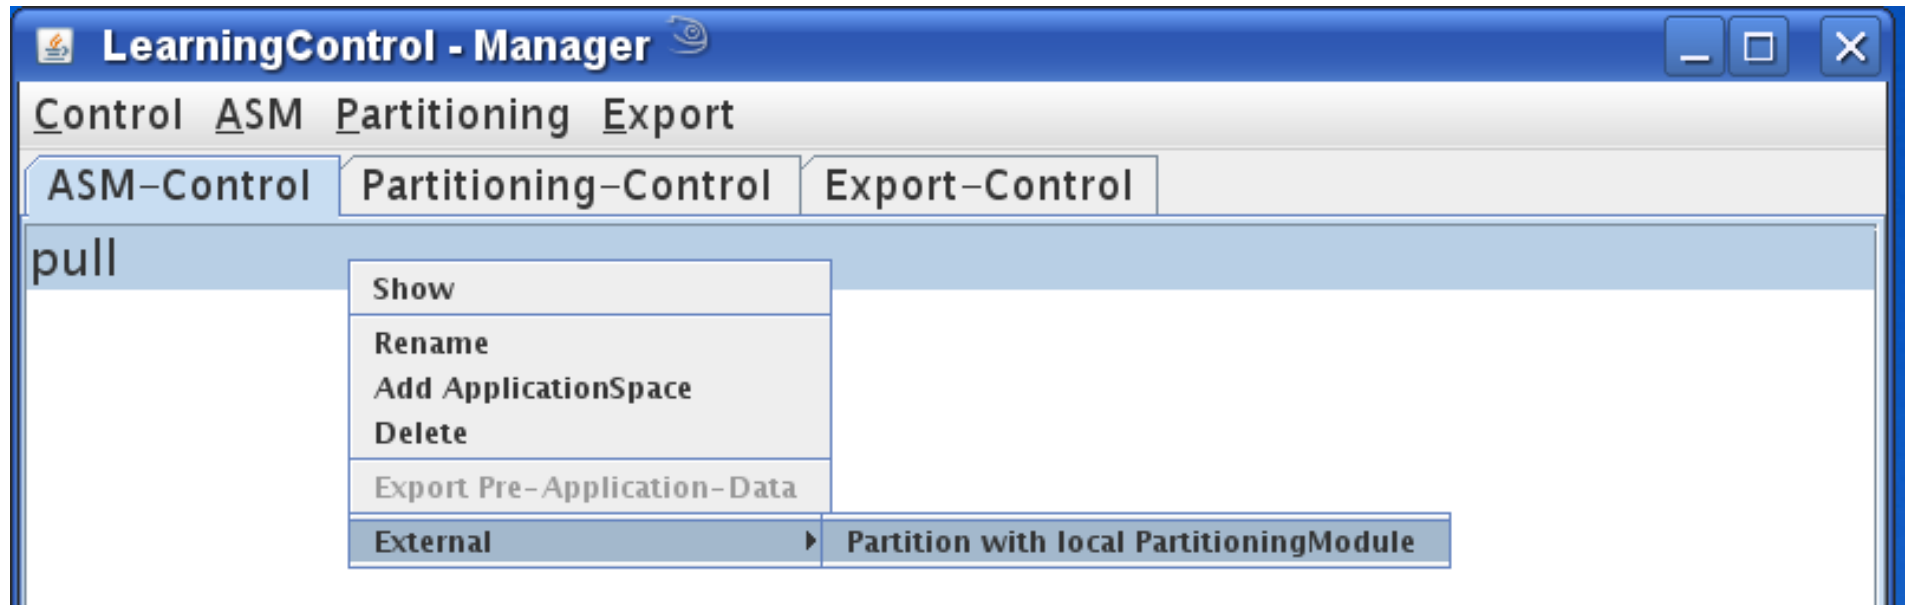 LearningControl - Manager
Control ASM Partitioning Export
ASM-Control Partitioning-Control Export-Control
pull
Show
Rename
Add ApplicationSpace
Delete
Export Pre-Application-Data
External Partition with local PartitioningModule